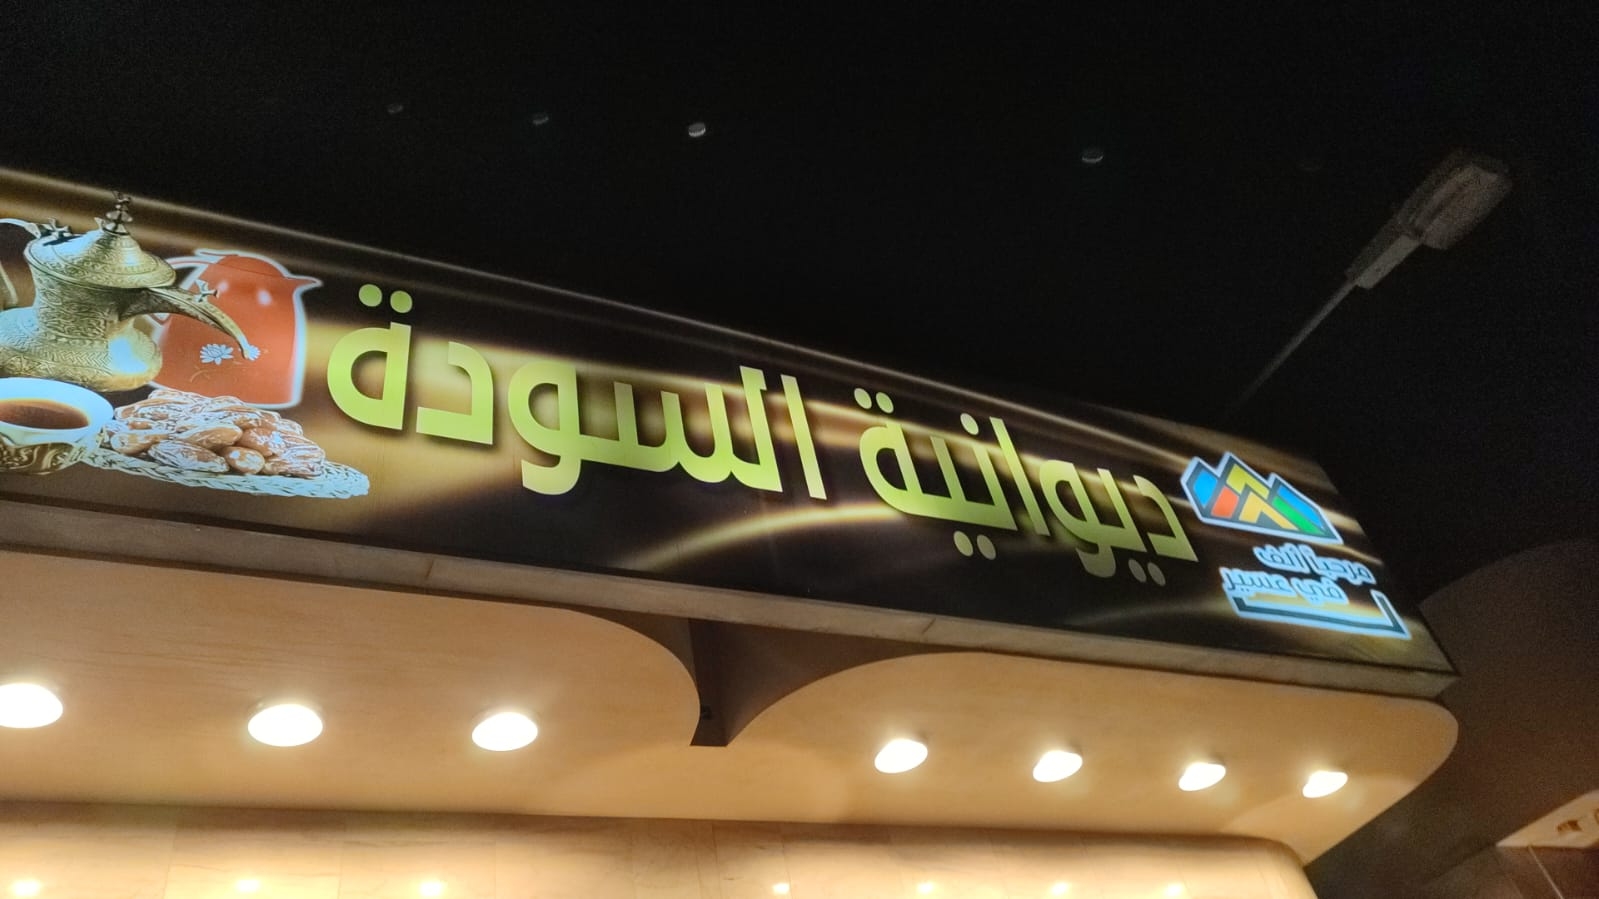 ديوانية السودة
مرحباً ألف
في عسير